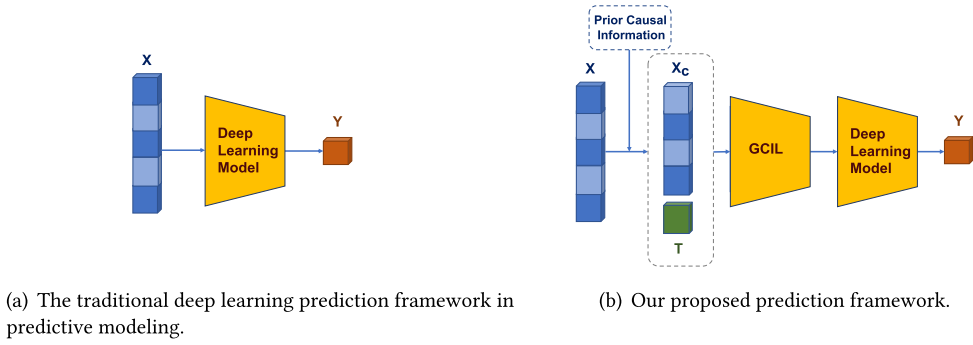 X
Deep
Learning
Model
Y
(a) The traditional deep learning prediction framework in
predictive modeling.
Prior Causal
Information
X
Xc
T
GCIL
Deep
Learning
Model
Y
(b) Our proposed prediction framework.